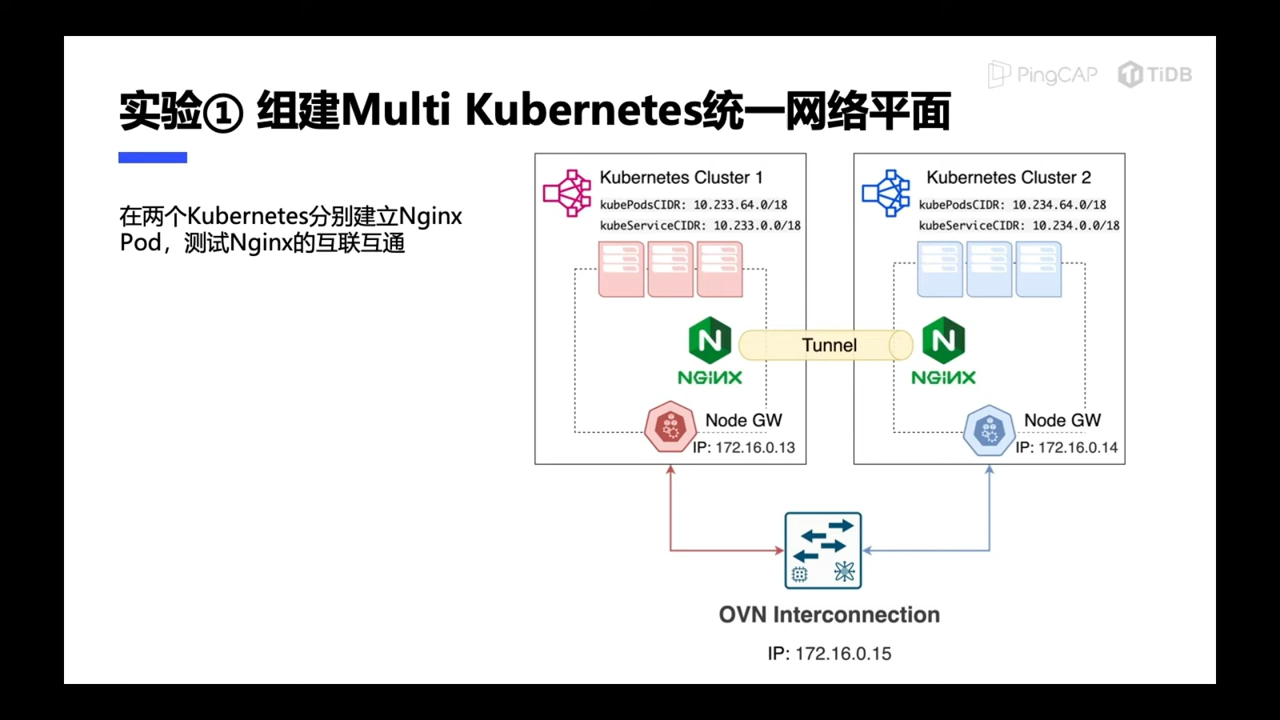 PingCAP TiDB
实验① 组建Multi Kubernetes统一网络平面
在两个Kubernetes分别建立Nginx
Pod，测试Nginx的互联互通
Kubernetes Cluster 1
kubePodsCIDR: 10.233.64.0/18
kubeServiceCIDR: 10.233.0.0/18
Kubernetes Cluster 2
kubePodsCIDR: 10.234.64.0/18
kubeServiceCIDR: 10.234.0.0/18
N
NGINX
Tunnel
N
NGINX
Node GW
IP: 172.16.0.13
Node GW
IP: 172.16.0.14
OVN Interconnection
IP: 172.16.0.15